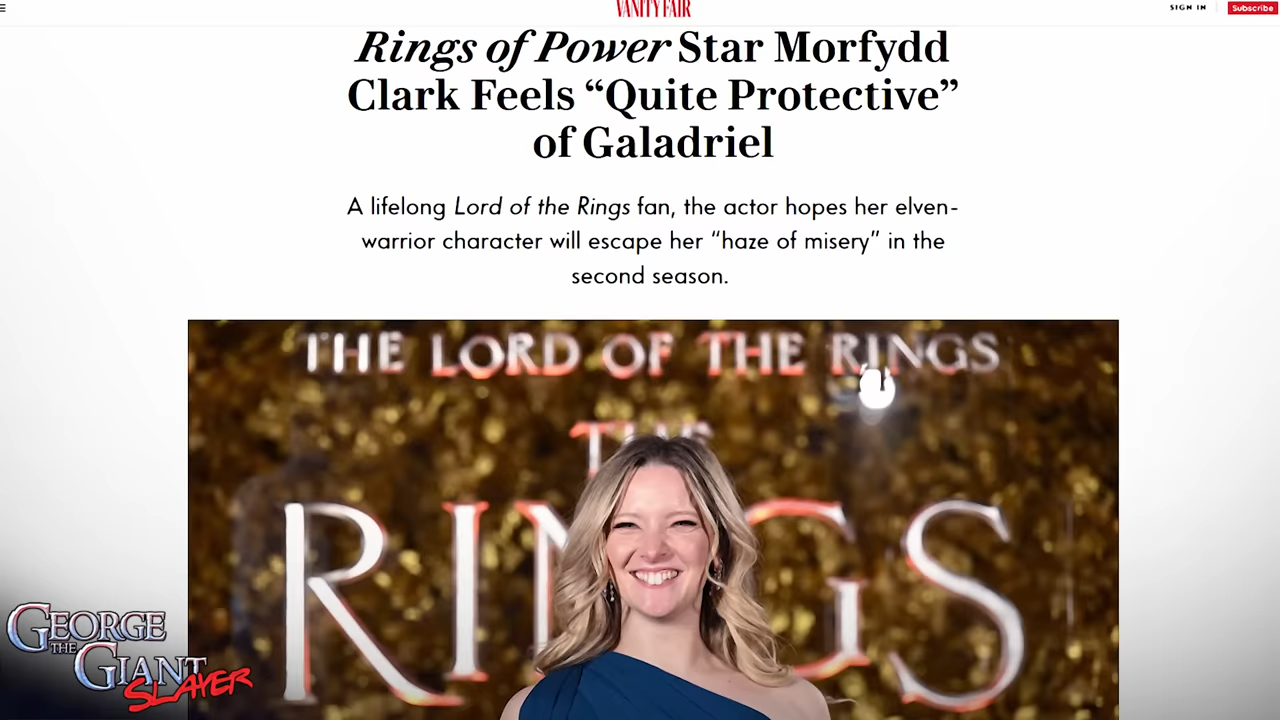 VANITY FAIR
SIGN IN
Subscribe
Rings of Power Star Morfydd
Clark Feels “Quite Protective”
of Galadriel
A lifelong Lord of the Rings fan, the actor hopes her elven-
warrior character will escape her “haze of misery” in the
second season.
THE LORD OF THE RINGS
THE
RINGS
GEORGE
THE
GIANT
SLAYER